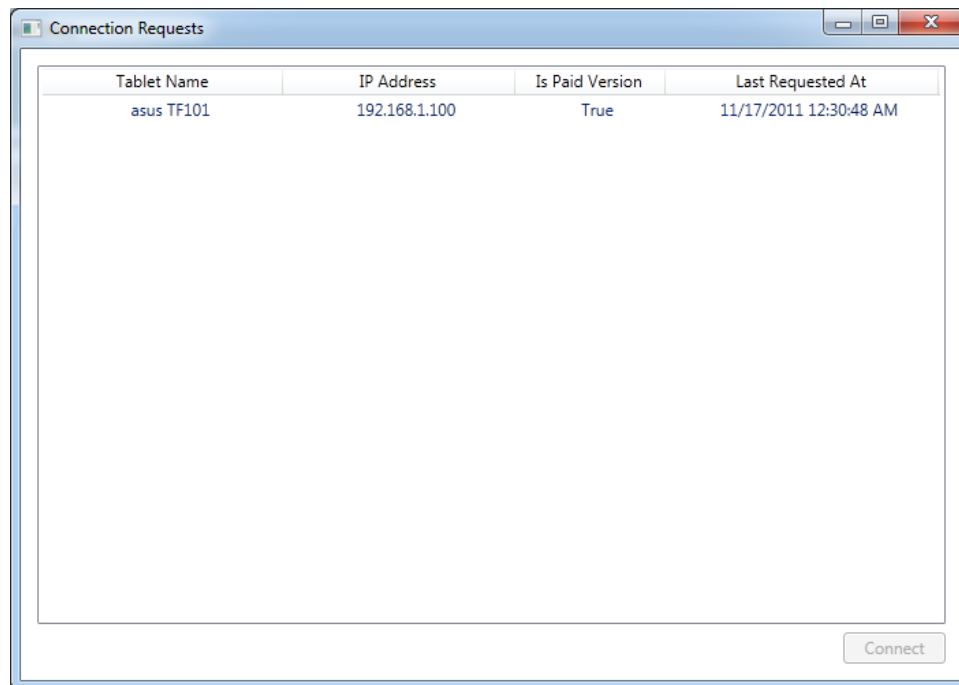 Connection Requests
Tablet Name IP Address Is Paid Version Last Requested At
asus TF101 192.168.1.100 True 11/17/2011 12:30:48 AM
Connect